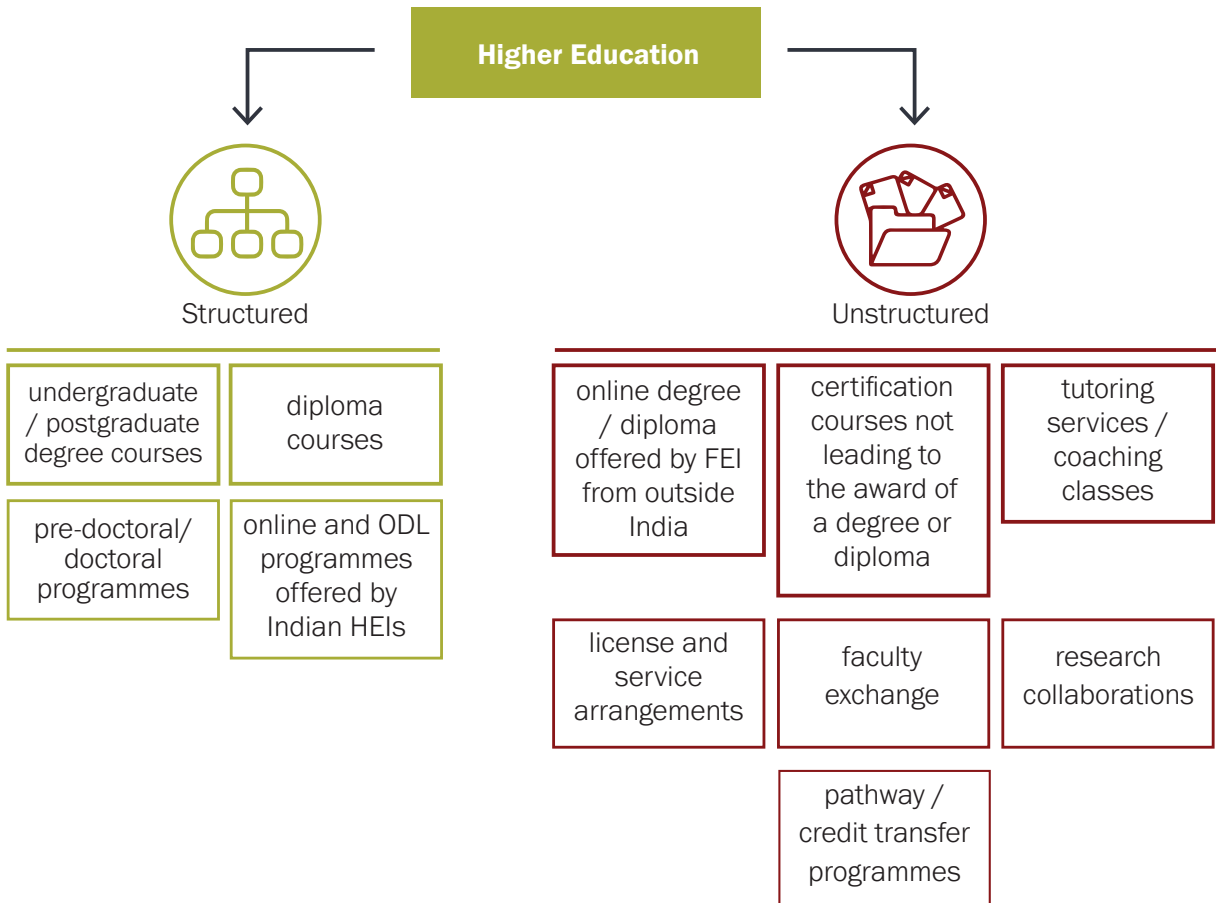 Higher Education
Structured
undergraduate
/ postgraduate
degree courses
diploma
courses
pre-doctoral/
doctoral
programmes
online and ODL
programmes
offered by
Indian HEIs
Unstructured
online degree
/ diploma
offered by FEI
from outside
India
certification
courses not
leading to
the award of
a degree or
diploma
tutoring
services /
coaching
classes
license and
service
arrangements
faculty
exchange
research
collaborations
pathway /
credit transfer
programmes